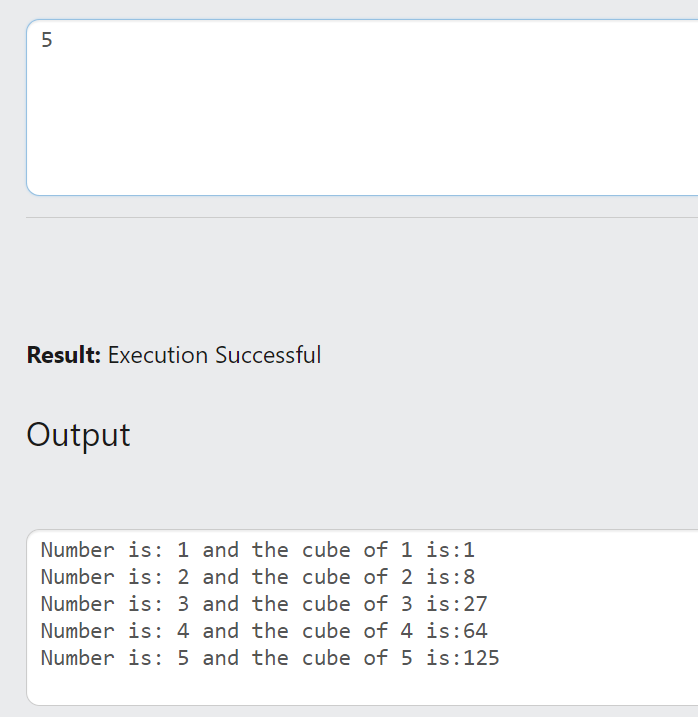 5
Result: Execution Successful
Output
Number is: 1 and the cube of 1 is:1
Number is: 2 and the cube of 2 is:8
Number is: 3 and the cube of 3 is:27
Number is: 4 and the cube of 4 is:64
Number is: 5 and the cube of 5 is:125